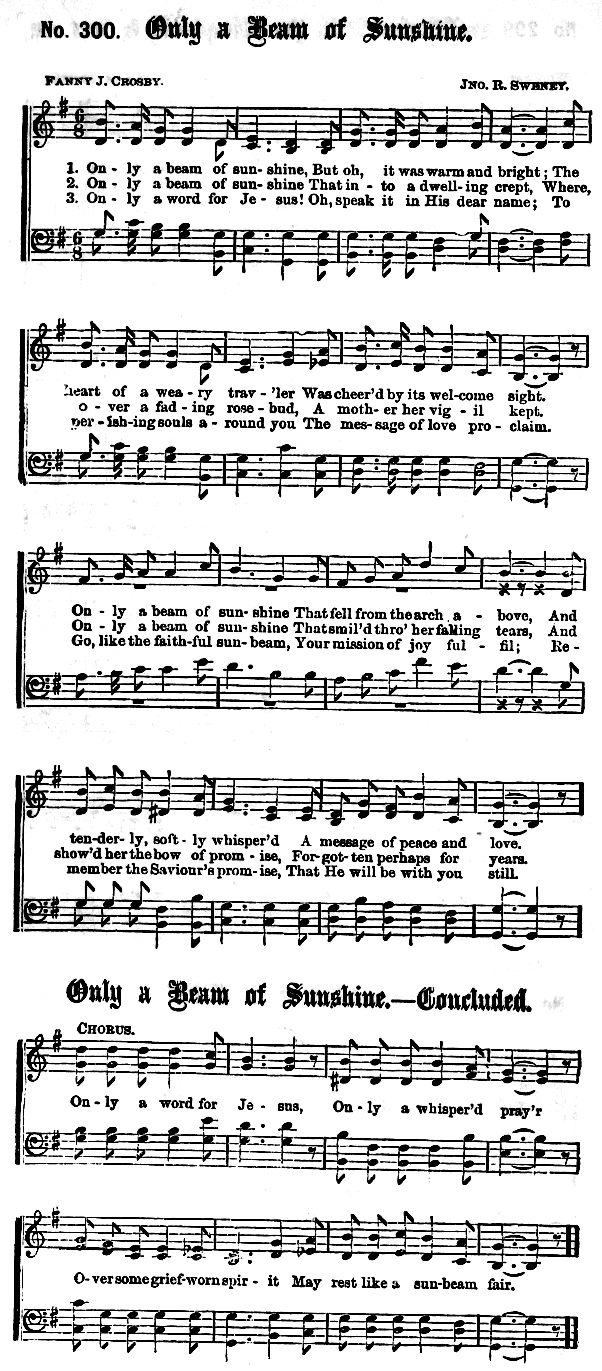 No. 300. Only a Beam of Sunshine.
FANNY J. CROSBY. JNO. R. SWENEY.
1. On - ly a beam of sun - shine, But oh, it was warm and bright; The
2. On - ly a beam of sun - shine That in - to a dwell - ing crept, Where,
3. On - ly a word for Je - sus! Oh, speak it in His dear name; To
heart of a wea - ry trav - 'ler Was cheer'd by its wel - come sight.
o - ver a fad - ing rose - bud, A moth - er her vig - il kept.
per - ish - ing souls a - round you The mes - sage of love pro - claim.
On - ly a beam of sun - shine That fell from the arch a - bove, And
On - ly a beam of sun - shine That smil'd thro' her falling tears, And
Go, like the faith - ful sun - beam, Your mission of joy ful - fil; Re -
ten - der - ly, soft - ly whisper'd A message of peace and love.
show'd her the bow of prom - ise, For - got - ten perhaps for years.
member the Saviour's prom - ise, That He will be with you still.
Only a Beam of Sunshine.—Concluded.
CHORUS.
On - ly a word for Je - sus, On - ly a whisper'd pray'r
O - ver some grief - worn spir - it May rest like a sun - beam fair.